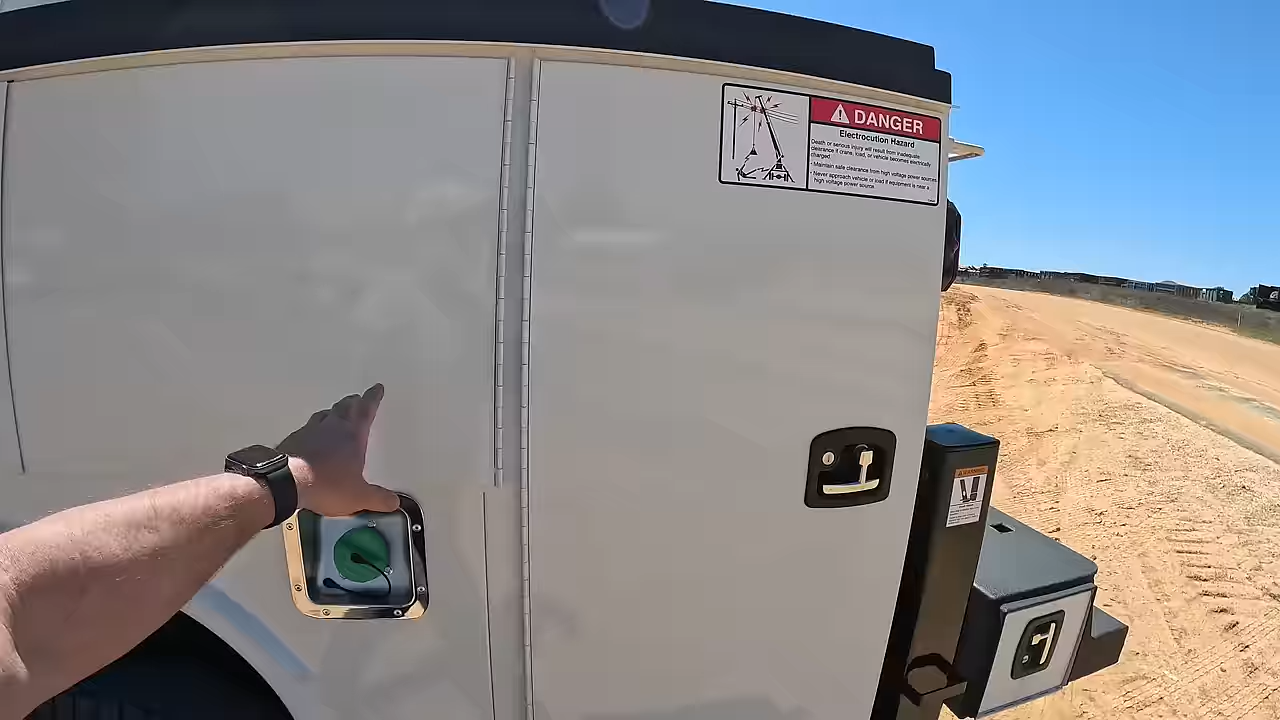 DANGER
Electrocution Hazard
Death or serious injury will result from inadequate
clearance if crane, load, or vehicle becomes electrically
charged.
- Maintain safe clearance from high voltage power sources
- Never approach vehicle or load if equipment is near a
high voltage power source.
WARNING